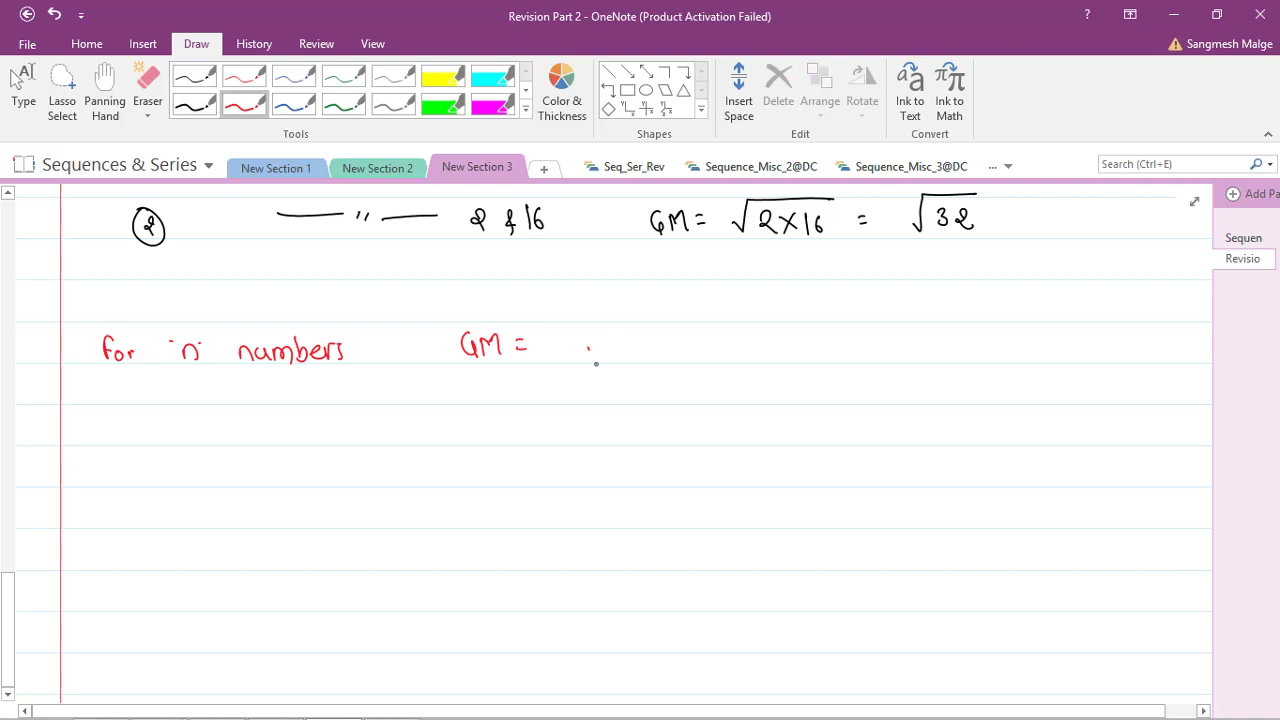 Revision Part 2 - OneNote (Product Activation Failed)
File Home Insert Draw History Review View Sangmesh Malge
Type Lasso Select Panning Hand Eraser Color & Thickness Insert Space Delete Arrange Rotate Ink to Text Ink to Math
Tools Shapes Edit Convert
Sequences & Series New Section 1 New Section 2 New Section 3 Seq_Ser_Rev Sequence_Misc_2@DC Sequence_Misc_3@DC ... Search (Ctrl+E)
Add Pa
Sequen
Revisio
② —— " —— 2 & 16 GM = √2×16 = √32
for 'n' numbers GM =